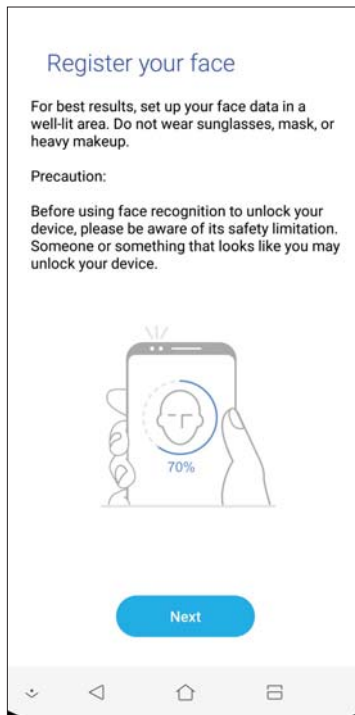 Register your face
For best results, set up your face data in a
well-lit area. Do not wear sunglasses, mask, or
heavy makeup.
Precaution:
Before using face recognition to unlock your
device, please be aware of its safety limitation.
Someone or something that looks like you may
unlock your device.
70%
Next